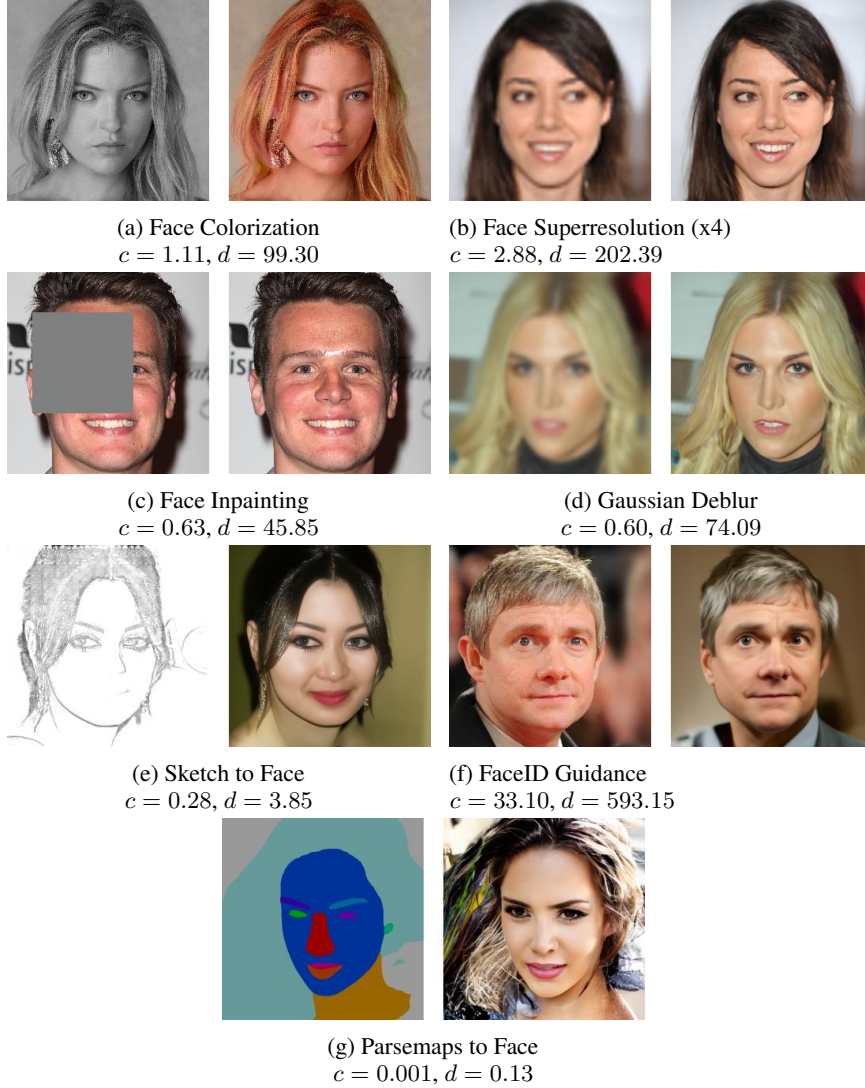 (a) Face Colorization
c = 1.11, d = 99.30
(b) Face Superresolution (x4)
c = 2.88, d = 202.39
(c) Face Inpainting
c = 0.63, d = 45.85
(d) Gaussian Deblur
c = 0.60, d = 74.09
(e) Sketch to Face
c = 0.28, d = 3.85
(f) FaceID Guidance
c = 33.10, d = 593.15
(g) Parsemaps to Face
c = 0.001, d = 0.13